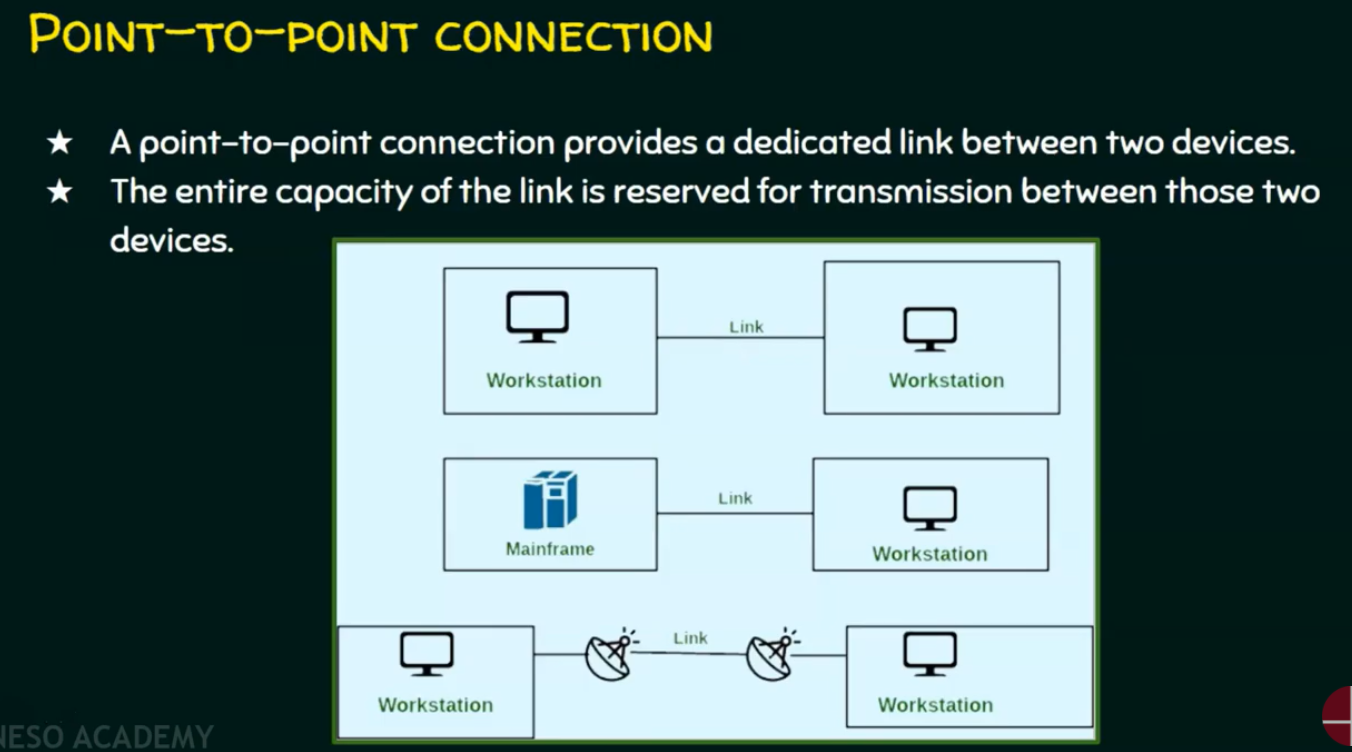 POINT-TO-POINT CONNECTION
★ A point-to-point connection provides a dedicated link between two devices.
★ The entire capacity of the link is reserved for transmission between those two
devices.
Link
Workstation
Workstation
Link
Mainframe
Workstation
Link
Workstation
Workstation
NESO ACADEMY